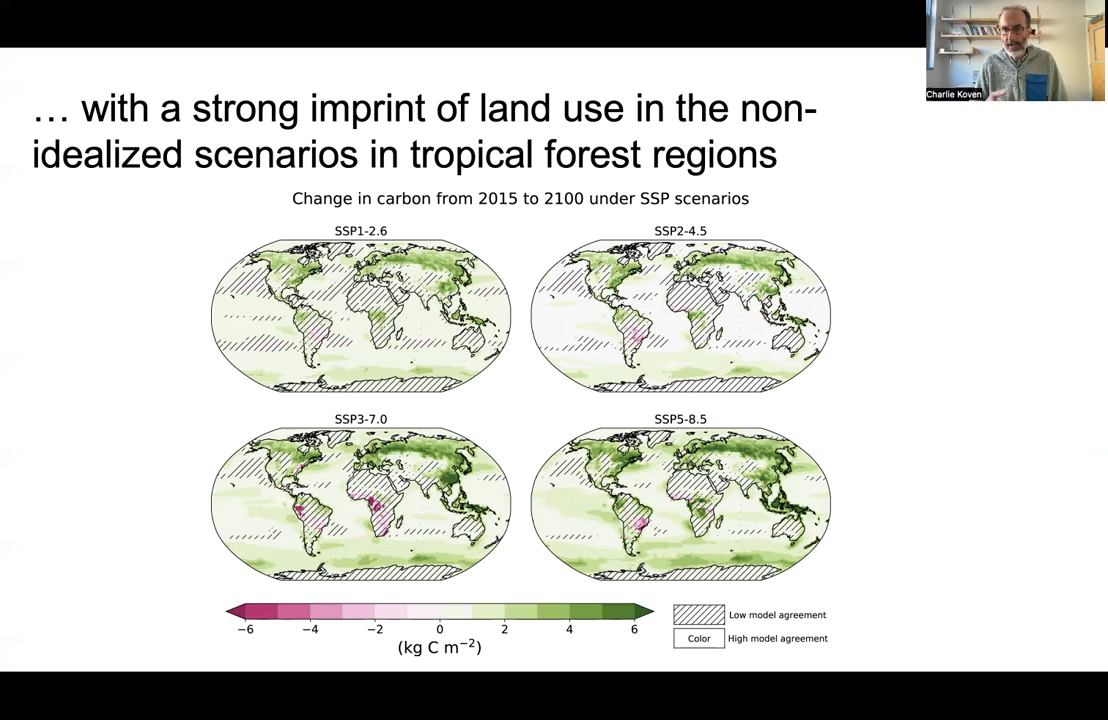 Charlie Koven
… with a strong imprint of land use in the non-
idealized scenarios in tropical forest regions
Change in carbon from 2015 to 2100 under SSP scenarios
SSP1-2.6
SSP2-4.5
SSP3-7.0
SSP5-8.5
−6 −4 −2 0 2 4 6
(kg C m⁻²)
Low model agreement
Color High model agreement